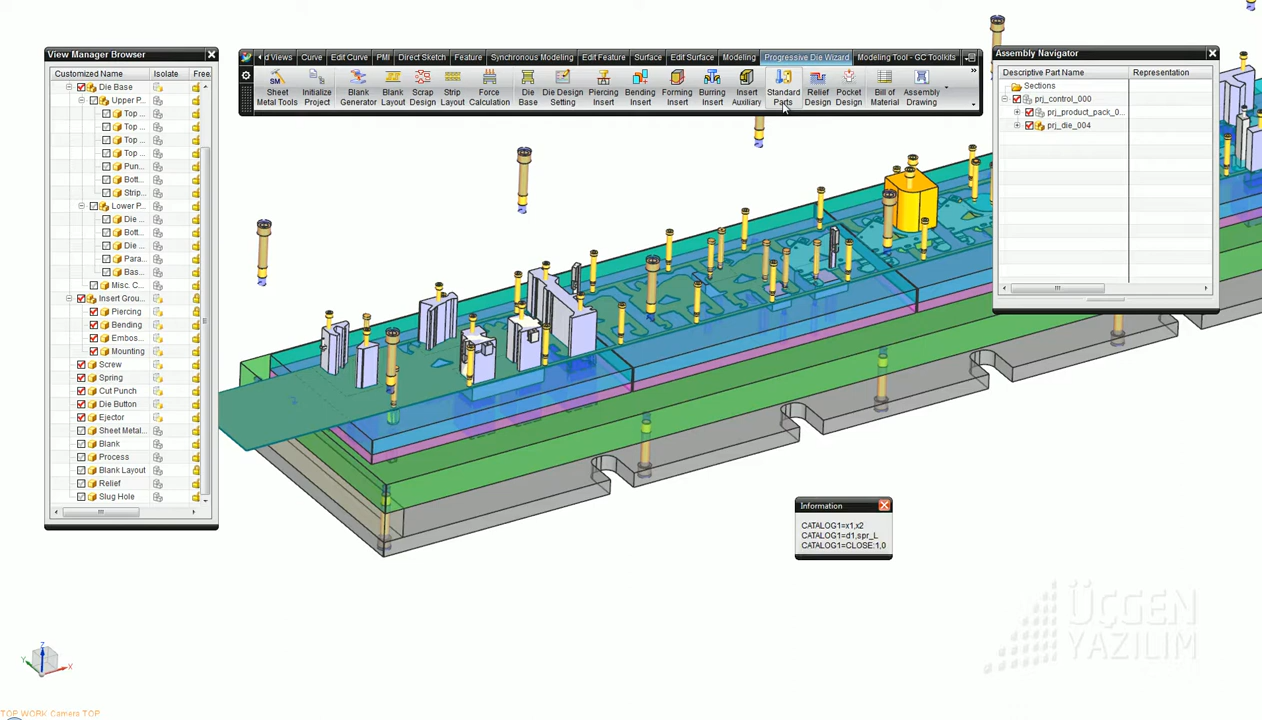 View Manager Browser
Customized Name
Isolate
Free
Die Base
Upper P...
Top ...
Top ...
Top ...
Top ...
Pun...
Bott...
Strip...
Lower P...
Die ...
Bott...
Die ...
Para...
Bas...
Misc. C...
Insert Grou...
Piercing
Bending
Embos...
Mounting
Screw
Spring
Cut Punch
Die Button
Ejector
Sheet Metal...
Blank
Process
Blank Layout
Relief
Slug Hole
d Views
Curve
Edit Curve
PMI
Direct Sketch
Feature
Synchronous Modeling
Edit Feature
Surface
Edit Surface
Modeling
Progressive Die Wizard
Modeling Tool - GC Toolkits
SM
Sheet Metal Tools
Initialize Project
Blank Generator
Blank Layout
Scrap Design
Strip Layout
Force Calculation
Die Base
Die Design Setting
Piercing Insert
Bending Insert
Forming Insert
Burring Insert
Insert Auxiliary
Standard Parts
Relief Design
Pocket Design
Bill of Material
Assembly Drawing
Assembly Navigator
Descriptive Part Name
Representation
Sections
prj_control_000
prj_product_pack_0...
prj_die_004
Information
CATALOG1=x1,x2
CATALOG1=d1,spr_L
CATALOG1=CLOSE:1,0
ÜÇGEN
YAZILIM
Z
Y
X
TOP WORK Camera TOP